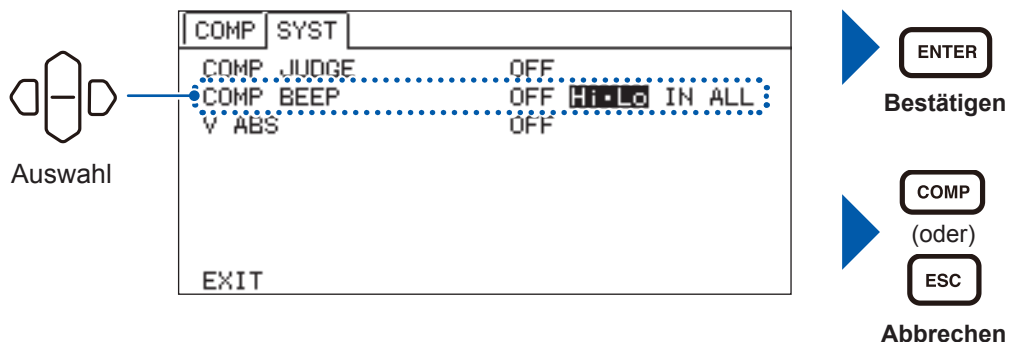 COMP SYST
COMP JUDGE OFF
COMP BEEP OFF Hi•Lo IN ALL
V ABS OFF
EXIT
Auswahl
ENTER
Bestätigen
COMP
(oder)
ESC
Abbrechen